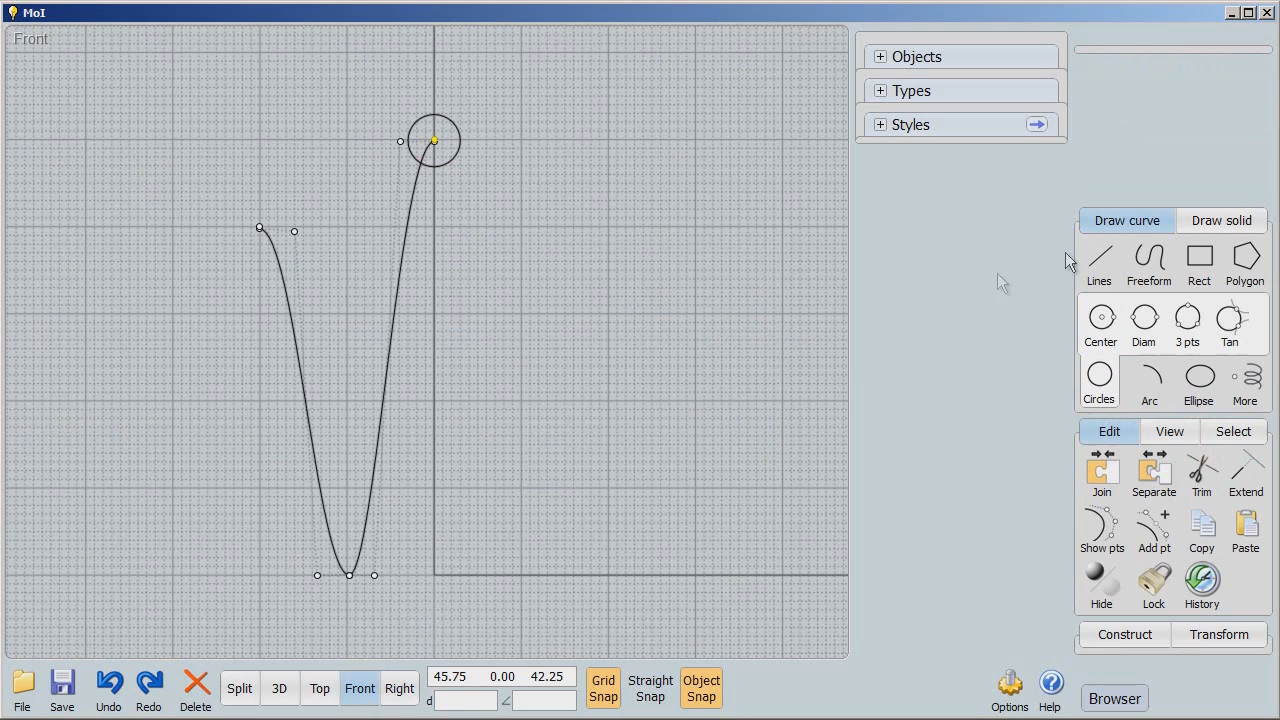 MoI
Front
Objects
Types
Styles
Draw curve Draw solid
Lines Freeform Rect Polygon
Center Diam 3 pts Tan
Circles Arc Ellipse More
Edit View Select
Join Separate Trim Extend
Show pts Add pt Copy Paste
Hide Lock History
Construct Transform
File Save Undo Redo Delete
Split 3D Top Front Right
45.75 0.00 42.25
d
Grid Snap
Straight Snap
Object Snap
Options Help
Browser